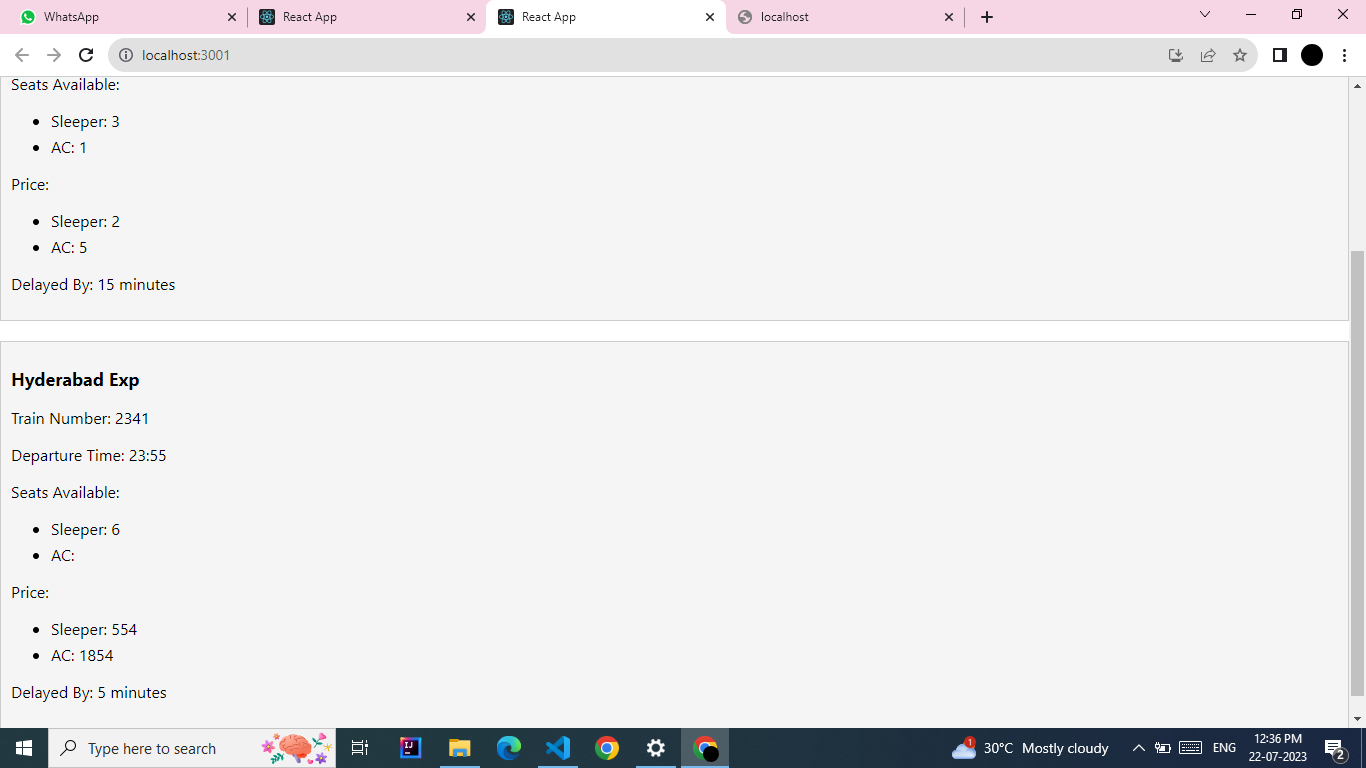 WhatsApp
React App
React App
localhost
localhost:3001
Seats Available:
Sleeper: 3
AC: 1
Price:
Sleeper: 2
AC: 5
Delayed By: 15 minutes
Hyderabad Exp
Train Number: 2341
Departure Time: 23:55
Seats Available:
Sleeper: 6
AC:
Price:
Sleeper: 554
AC: 1854
Delayed By: 5 minutes
Type here to search
IJ
1
30°C Mostly cloudy
ENG
12:36 PM
22-07-2023
2